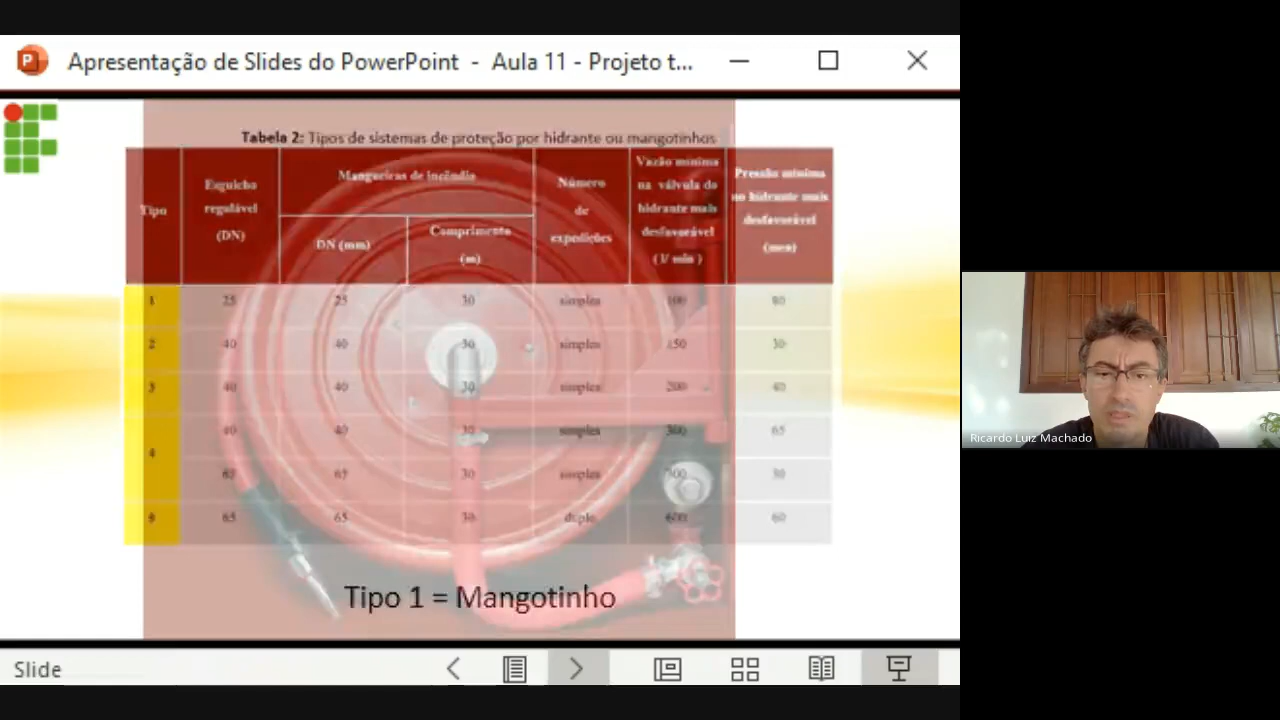 Apresentação de Slides do PowerPoint - Aula 11 - Projeto t...
Tabela 2: Tipos de sistemas de proteção por hidrante ou mangotinhos
Tipo
Esguicho
regulável
(DN)
Mangueiras de incêndio
DN (mm)
Comprimento
(m)
Número
de
expedições
Vazão mínima
na válvula do
hidrante mais
desfavorável
( l/ min )
Pressão mínima
no hidrante mais
desfavorável
(mca)
1 25 25 30 simples 100 80
2 40 40 30 simples 150 30
3 40 40 30 simples 200 40
4
40 40 30 simples 300 65
65 65 30 simples 300 30
65 65 30 duplo 600 60
Tipo 1 = Mangotinho
Ricardo Luiz Machado
Slide